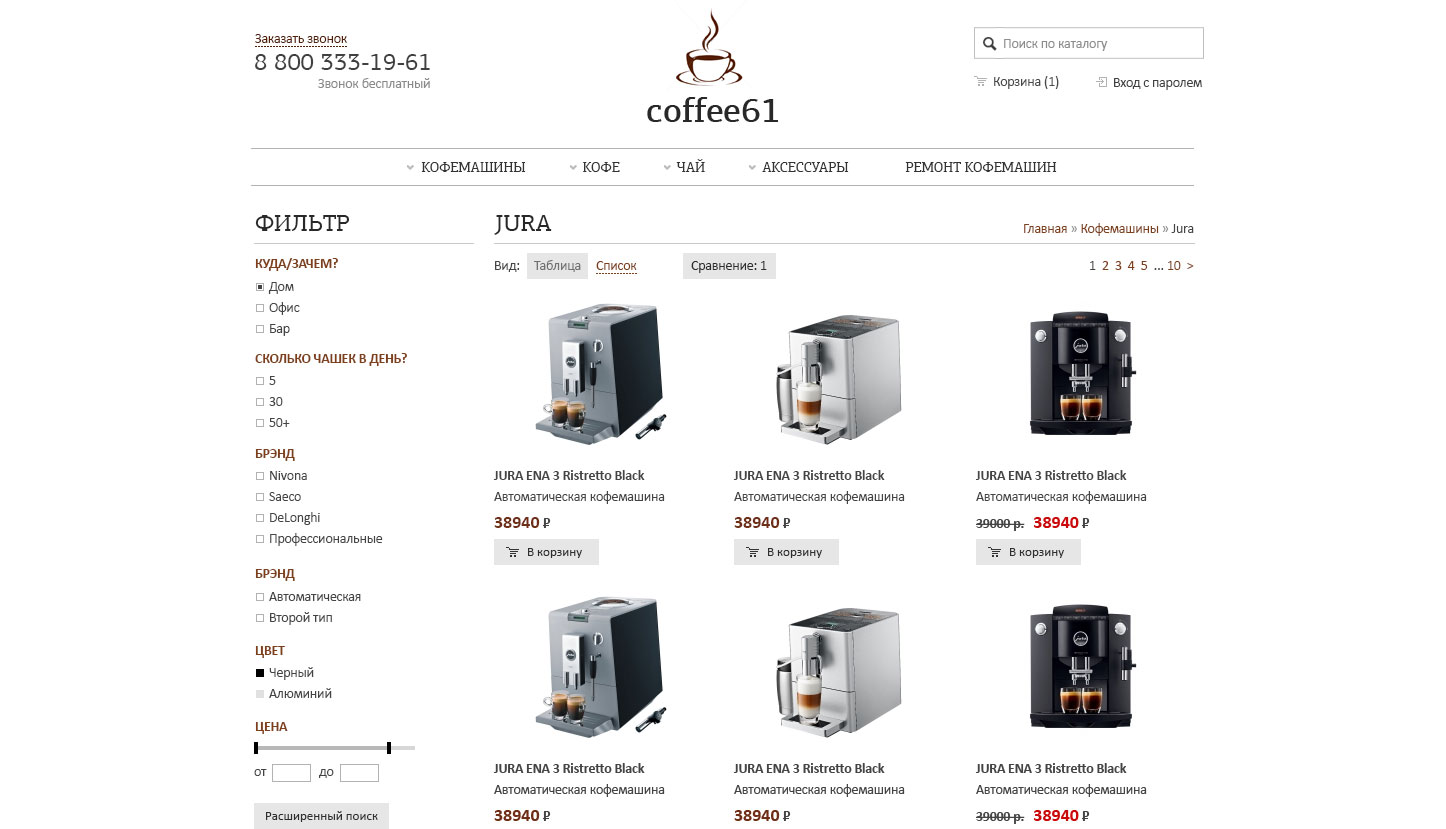 Заказать звонок
8 800 333-19-61
Звонок бесплатный
coffee61
Поиск по каталогу
Корзина (1) Вход с паролем
КОФЕМАШИНЫ КОФЕ ЧАЙ АКСЕССУАРЫ РЕМОНТ КОФЕМАШИН
ФИЛЬТР
КУДА/ЗАЧЕМ?
Дом
Офис
Бар
СКОЛЬКО ЧАШЕК В ДЕНЬ?
5
30
50+
БРЭНД
Nivona
Saeco
DeLonghi
Профессиональные
БРЭНД
Автоматическая
Второй тип
ЦВЕТ
Черный
Алюминий
ЦЕНА
от до
Расширенный поиск
JURA
Главная » Кофемашины » Jura
Вид: Таблица Список Сравнение: 1 1 2 3 4 5 ... 10 >
JURA ENA 3 Ristretto Black JURA ENA 3 Ristretto Black JURA ENA 3 Ristretto Black
Автоматическая кофемашина Автоматическая кофемашина Автоматическая кофемашина
38940 ₽ 38940 ₽ 39000 р. 38940 ₽
В корзину В корзину В корзину
JURA ENA 3 Ristretto Black JURA ENA 3 Ristretto Black JURA ENA 3 Ristretto Black
Автоматическая кофемашина Автоматическая кофемашина Автоматическая кофемашина
38940 ₽ 38940 ₽ 39000 р. 38940 ₽